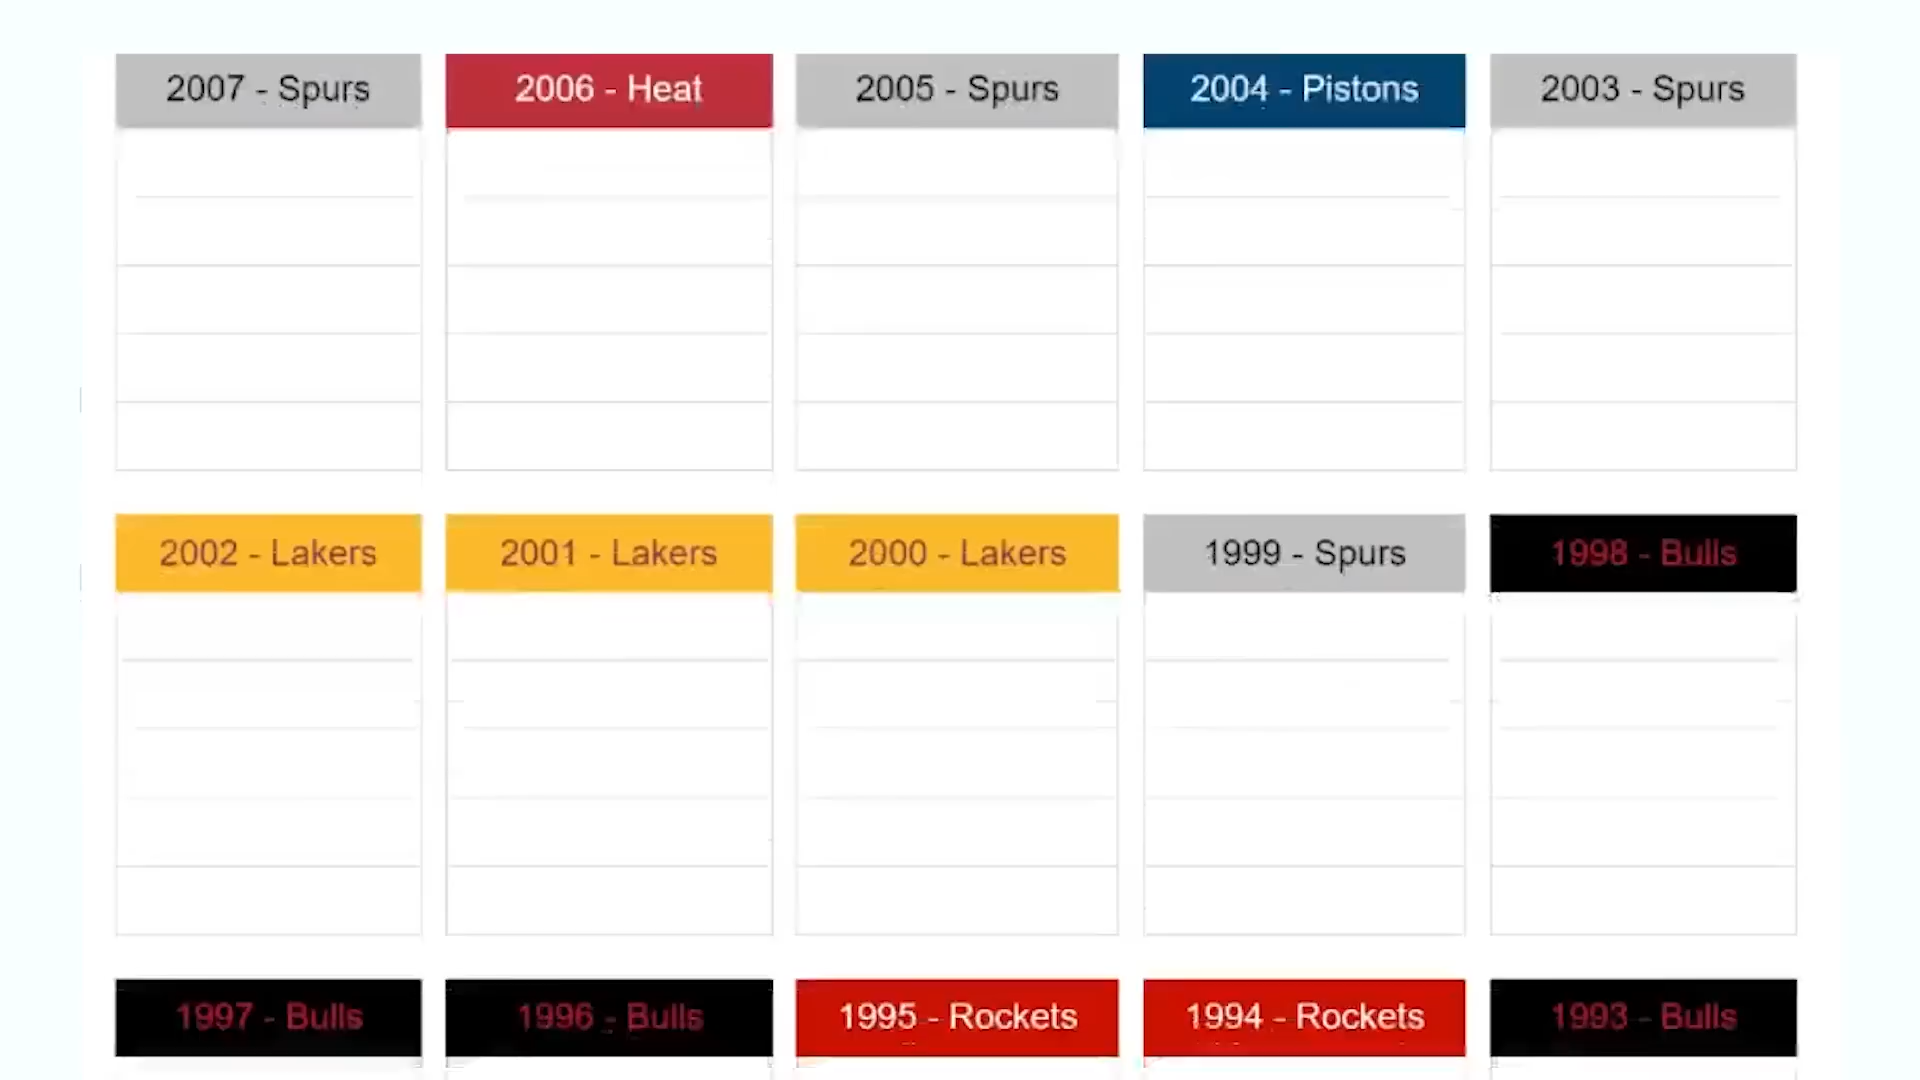 2007 - Spurs
2006 - Heat
2005 - Spurs
2004 - Pistons
2003 - Spurs
2002 - Lakers
2001 - Lakers
2000 - Lakers
1999 - Spurs
1998 - Bulls
1997 - Bulls
1996 - Bulls
1995 - Rockets
1994 - Rockets
1993 - Bulls